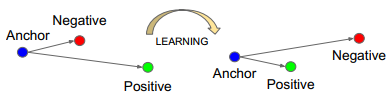 Negative
Anchor
Positive
LEARNING
Negative
Anchor
Positive